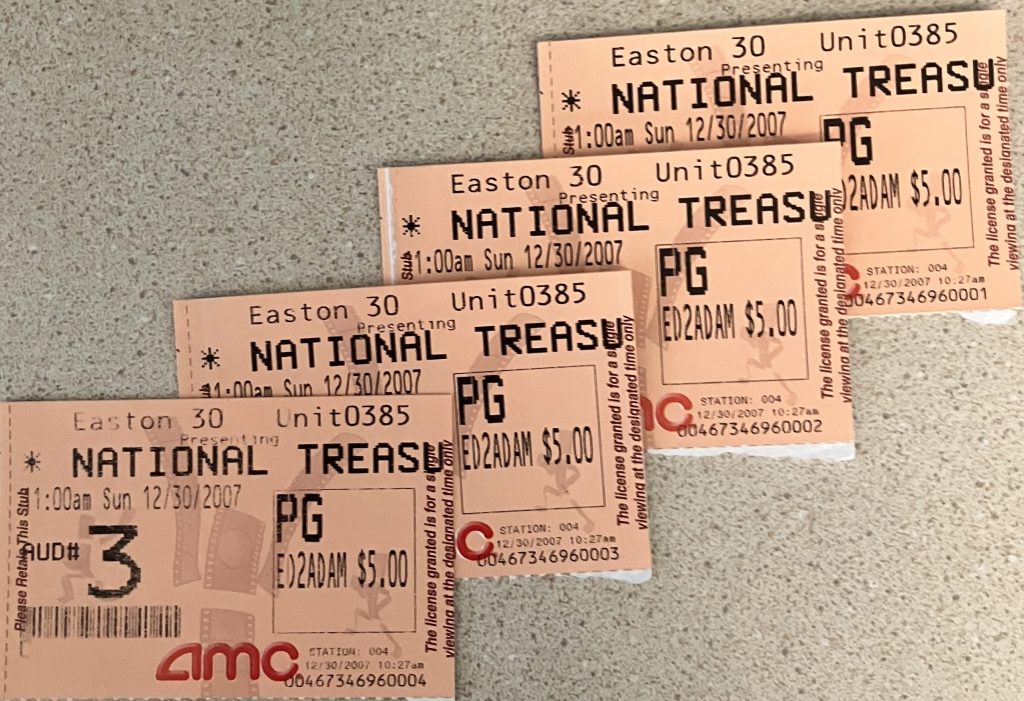 Easton 30 Unit0385
Presenting
* NATIONAL TREASU
1:00am Sun 12/30/2007
Stub
PG
D2ADAM $5.00
STATION: 004
12/30/2007 10:27am
00467346960001
The license granted is for a single
viewing at the designated time only
Easton 30 Unit0385
Presenting
* NATIONAL TREASU
1:00am Sun 12/30/2007
Stub
PG
ED2ADAM $5.00
mc
STATION: 004
12/30/2007 10:27am
00467346960002
The license granted is for a single
viewing at the designated time only
Easton 30 Unit0385
Presenting
* NATIONAL TREASU
1:00am Sun 12/30/2007
PG
ED2ADAM $5.00
c
STATION: 004
12/30/2007 10:27am
00467346960003
The license granted is for a single
viewing at the designated time only
Easton 30 Unit0385
Presenting
* NATIONAL TREASU
1:00am Sun 12/30/2007
Please Retain This Stub
AUD# 3
PG
ED2ADAM $5.00
amc
STATION: 004
12/30/2007 10:27am
00467346960004
The license granted is for a single
viewing at the designated time only